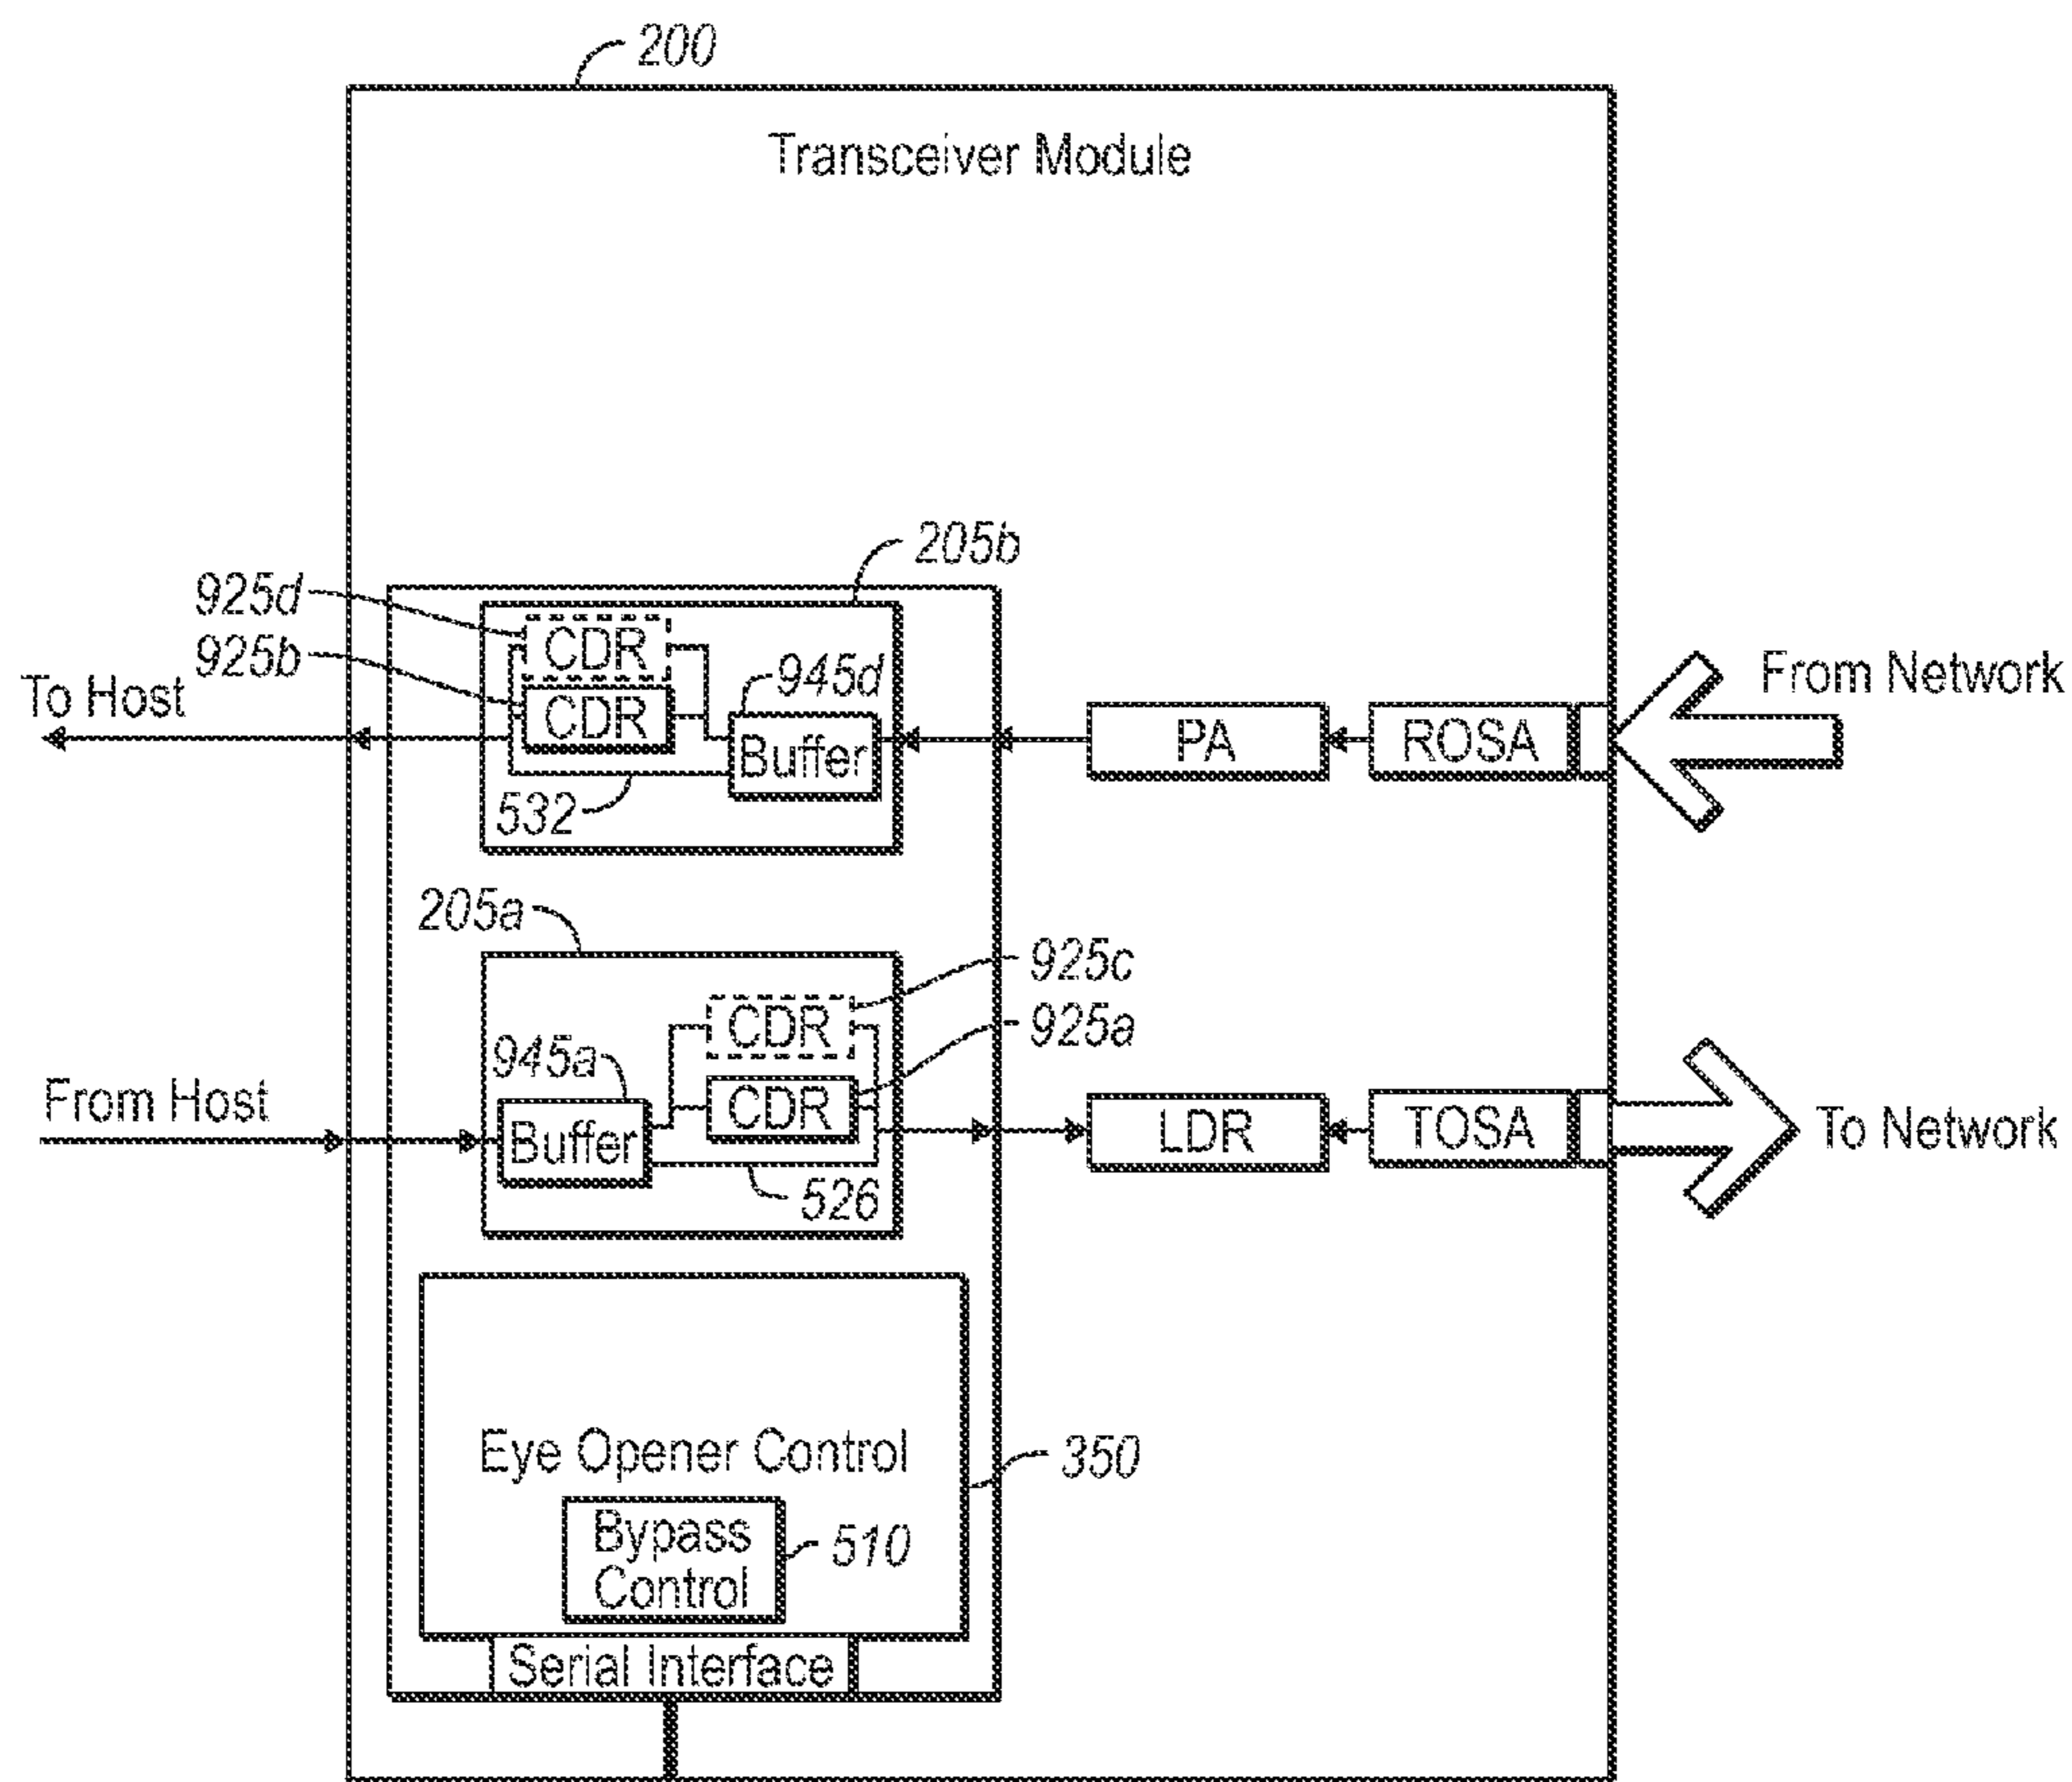 200
Transceiver Module
205b
925d
CDR
925b
945d
From Network
To Host
CDR
PA
ROSA
Buffer
532
205a
925c
CDR
925a
945a
From Host
CDR
LDR
TOSA
To Network
Buffer
526
Eye Opener Control
350
Bypass
Control
510
Serial Interface